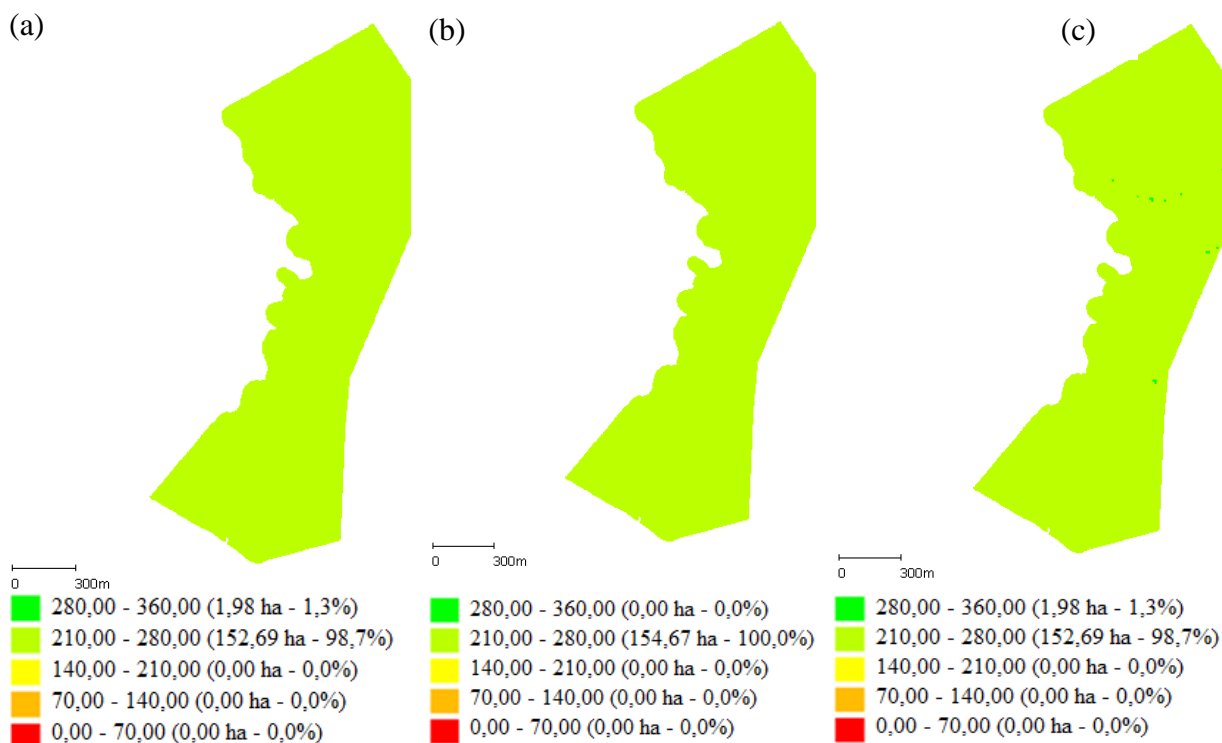 (a)
(b)
(c)
0 300m
0 300m
0 300m
280,00 - 360,00 (1,98 ha - 1,3%)
210,00 - 280,00 (152,69 ha - 98,7%)
140,00 - 210,00 (0,00 ha - 0,0%)
70,00 - 140,00 (0,00 ha - 0,0%)
0,00 - 70,00 (0,00 ha - 0,0%)
280,00 - 360,00 (0,00 ha - 0,0%)
210,00 - 280,00 (154,67 ha - 100,0%)
140,00 - 210,00 (0,00 ha - 0,0%)
70,00 - 140,00 (0,00 ha - 0,0%)
0,00 - 70,00 (0,00 ha - 0,0%)
280,00 - 360,00 (1,98 ha - 1,3%)
210,00 - 280,00 (152,69 ha - 98,7%)
140,00 - 210,00 (0,00 ha - 0,0%)
70,00 - 140,00 (0,00 ha - 0,0%)
0,00 - 70,00 (0,00 ha - 0,0%)